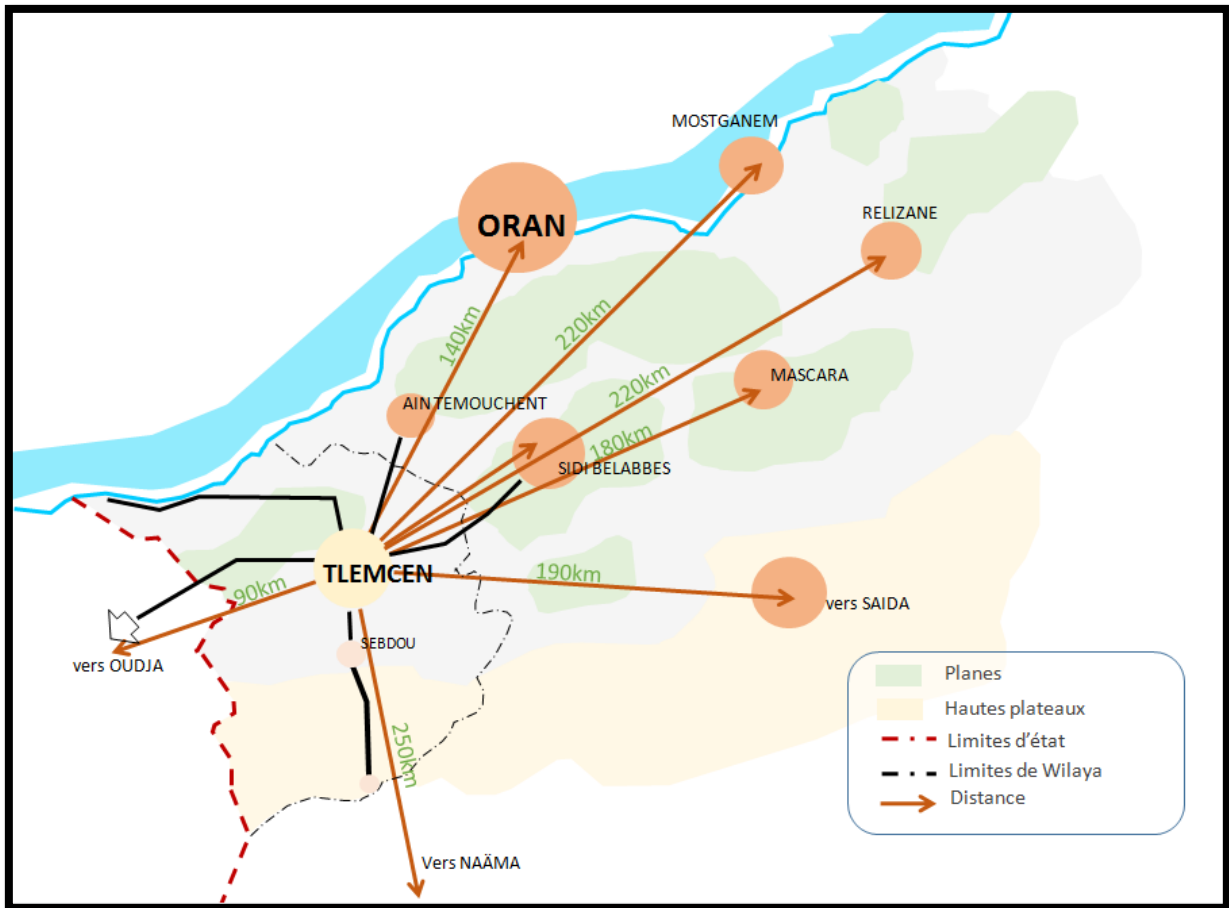 MOSTGANEM
RELIZANE
ORAN
140km
220km
220km
MASCARA
AIN TEMOUCHENT
180km
SIDI BELABBES
TLEMCEN
190km
90km
vers SAIDA
SEBDOU
vers OUDJA
250km
Vers NAÄMA
Planes
Hautes plateaux
Limites d'état
Limites de Wilaya
Distance